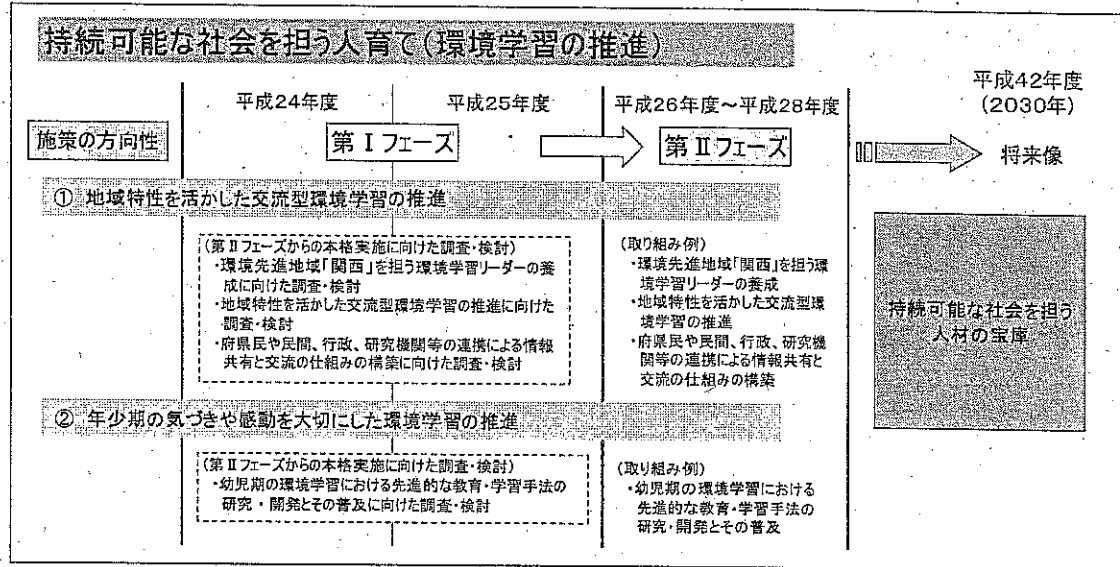 持続可能な社会を担う人育て(環境学習の推進)
平成24年度
平成25年度
平成26年度～平成28年度
平成42年度
(2030年)
施策の方向性
第Ⅰフェーズ
第Ⅱフェーズ
将来像
① 地域特性を活かした交流型環境学習の推進
(第Ⅱフェーズからの本格実施に向けた調査・検討)
・環境先進地域「関西」を担う環境学習リーダーの養
成に向けた調査・検討
・地域特性を活かした交流型環境学習の推進に向けた
調査・検討
・府県民や民間、行政、研究機関等の連携による情報
共有と交流の仕組みの構築に向けた調査・検討
(取り組み例)
・環境先進地域「関西」を担う環
境学習リーダーの養成
・地域特性を活かした交流型環
境学習の推進
・府県民や民間、行政、研究機
関等の連携による情報共有と
交流の仕組みの構築
持続可能な社会を担う
人材の宝庫
② 年少期の気づきや感動を大切にした環境学習の推進
(第Ⅱフェーズからの本格実施に向けた調査・検討)
・幼児期の環境学習における先進的な教育・学習手法の
研究・開発とその普及に向けた調査・検討
(取り組み例)
・幼児期の環境学習における
先進的な教育・学習手法の
研究・開発とその普及